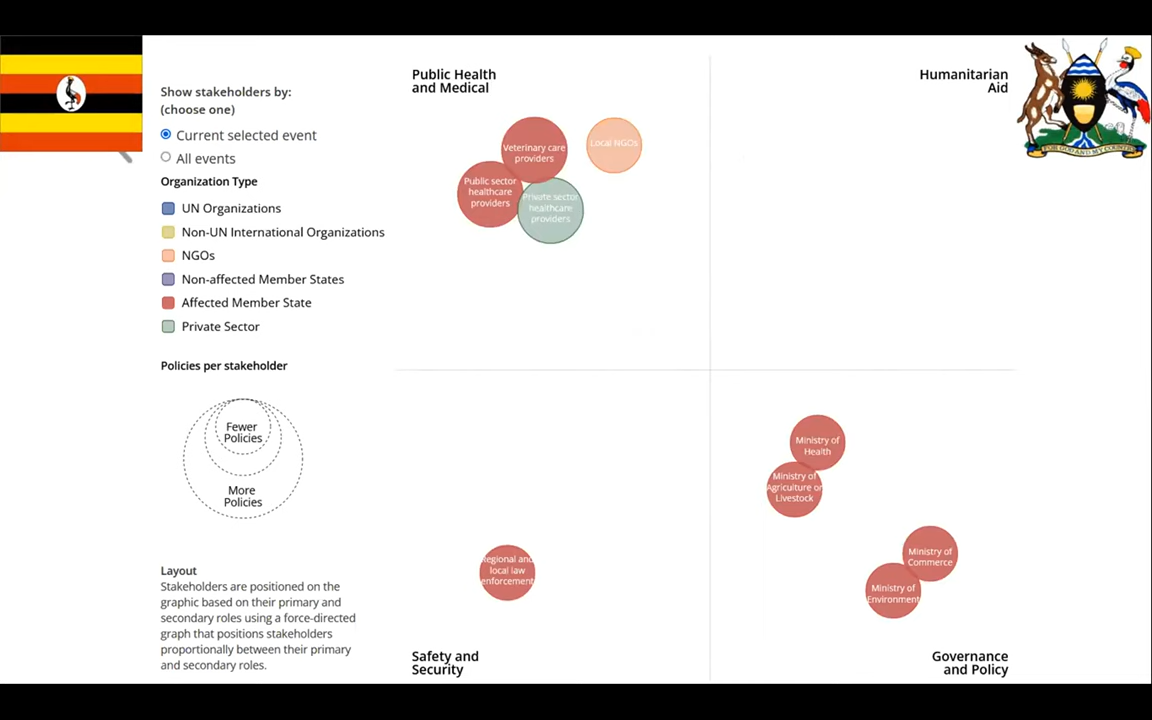 Show stakeholders by:
(choose one)
Current selected event
All events
Organization Type
UN Organizations
Non-UN International Organizations
NGOs
Non-affected Member States
Affected Member State
Private Sector
Policies per stakeholder
Fewer
Policies
More
Policies
Layout
Stakeholders are positioned on the
graphic based on their primary and
secondary roles using a force-directed
graph that positions stakeholders
proportionally between their primary
and secondary roles.
Public Health
and Medical
Humanitarian
Aid
Veterinary care
providers
Local NGOs
Public sector
healthcare
providers
Private sector
healthcare
providers
Ministry of
Health
Ministry of
Agriculture or
Livestock
Ministry of
Commerce
Ministry of
Environment
Regional and
local law
enforcement
Safety and
Security
Governance
and Policy
FOR GOD AND MY COUNTRY